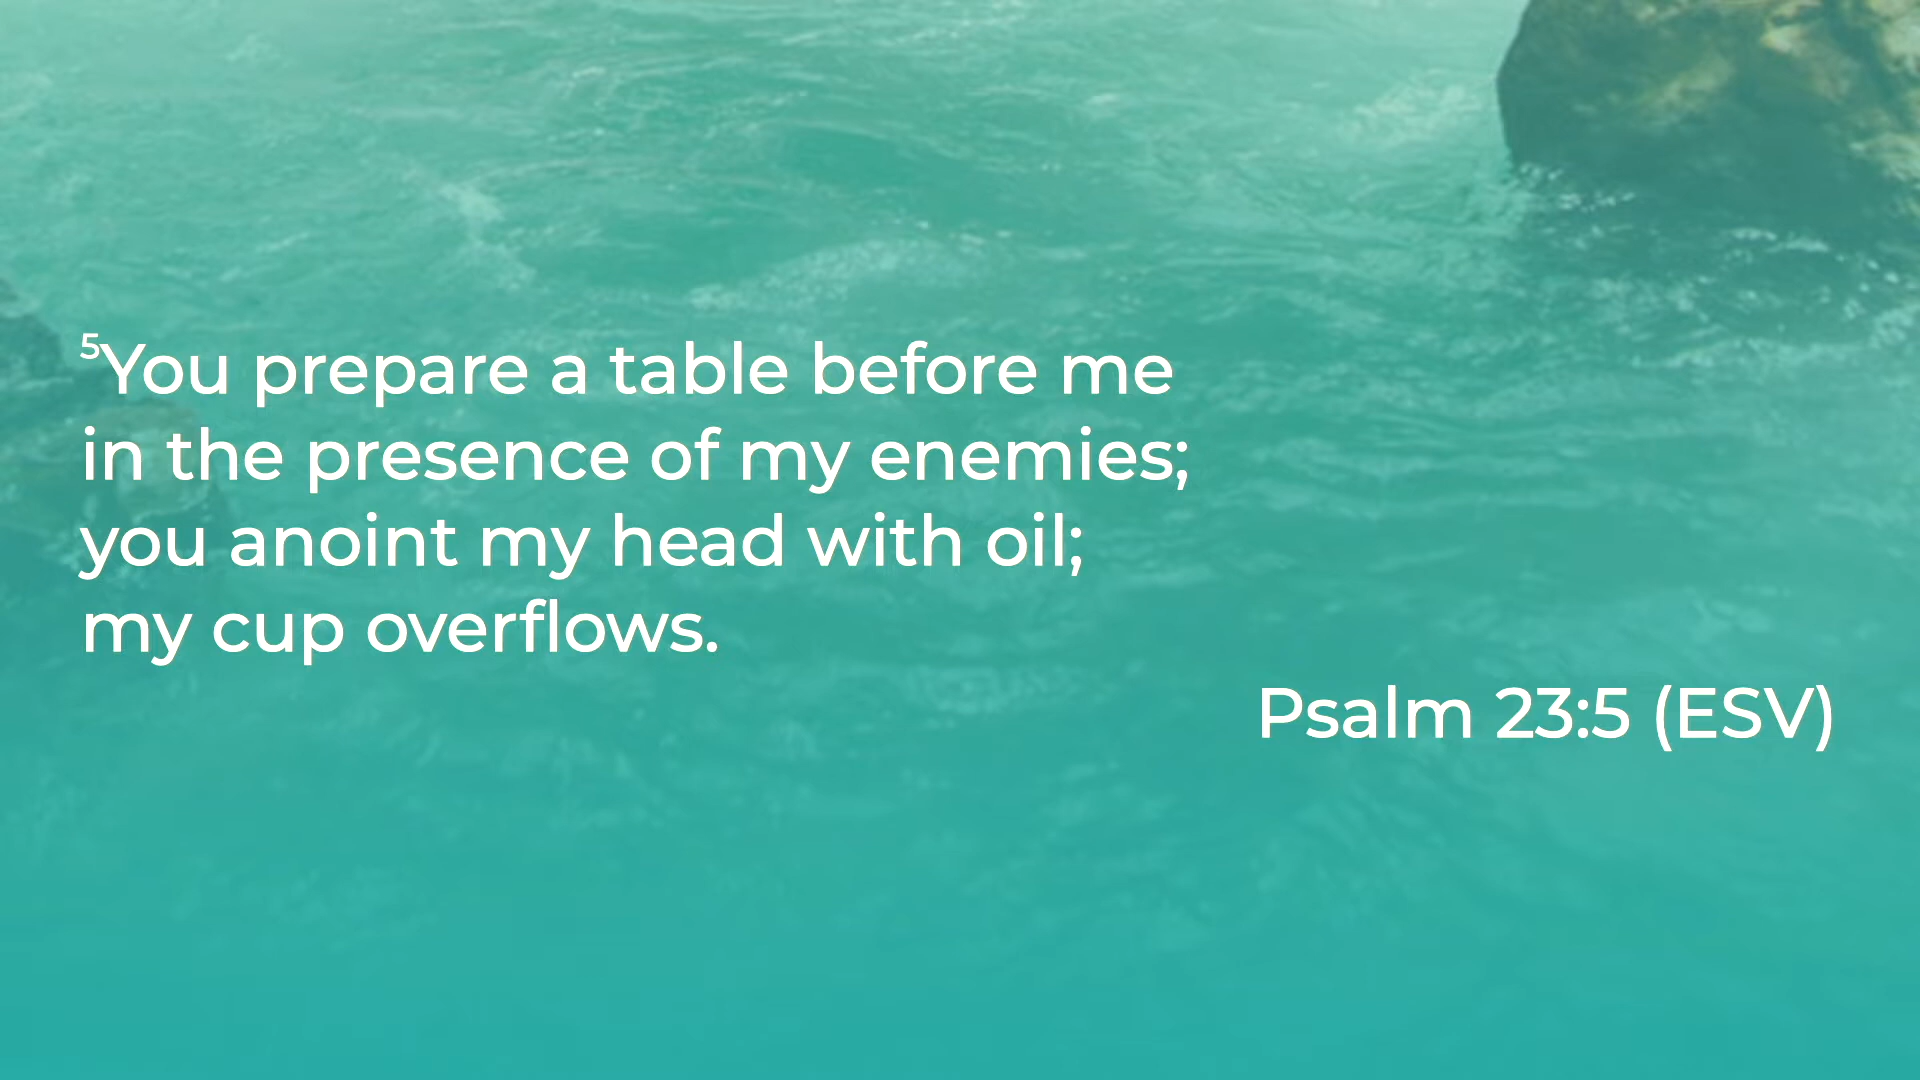 ⁵You prepare a table before me
in the presence of my enemies;
you anoint my head with oil;
my cup overflows.
Psalm 23:5 (ESV)